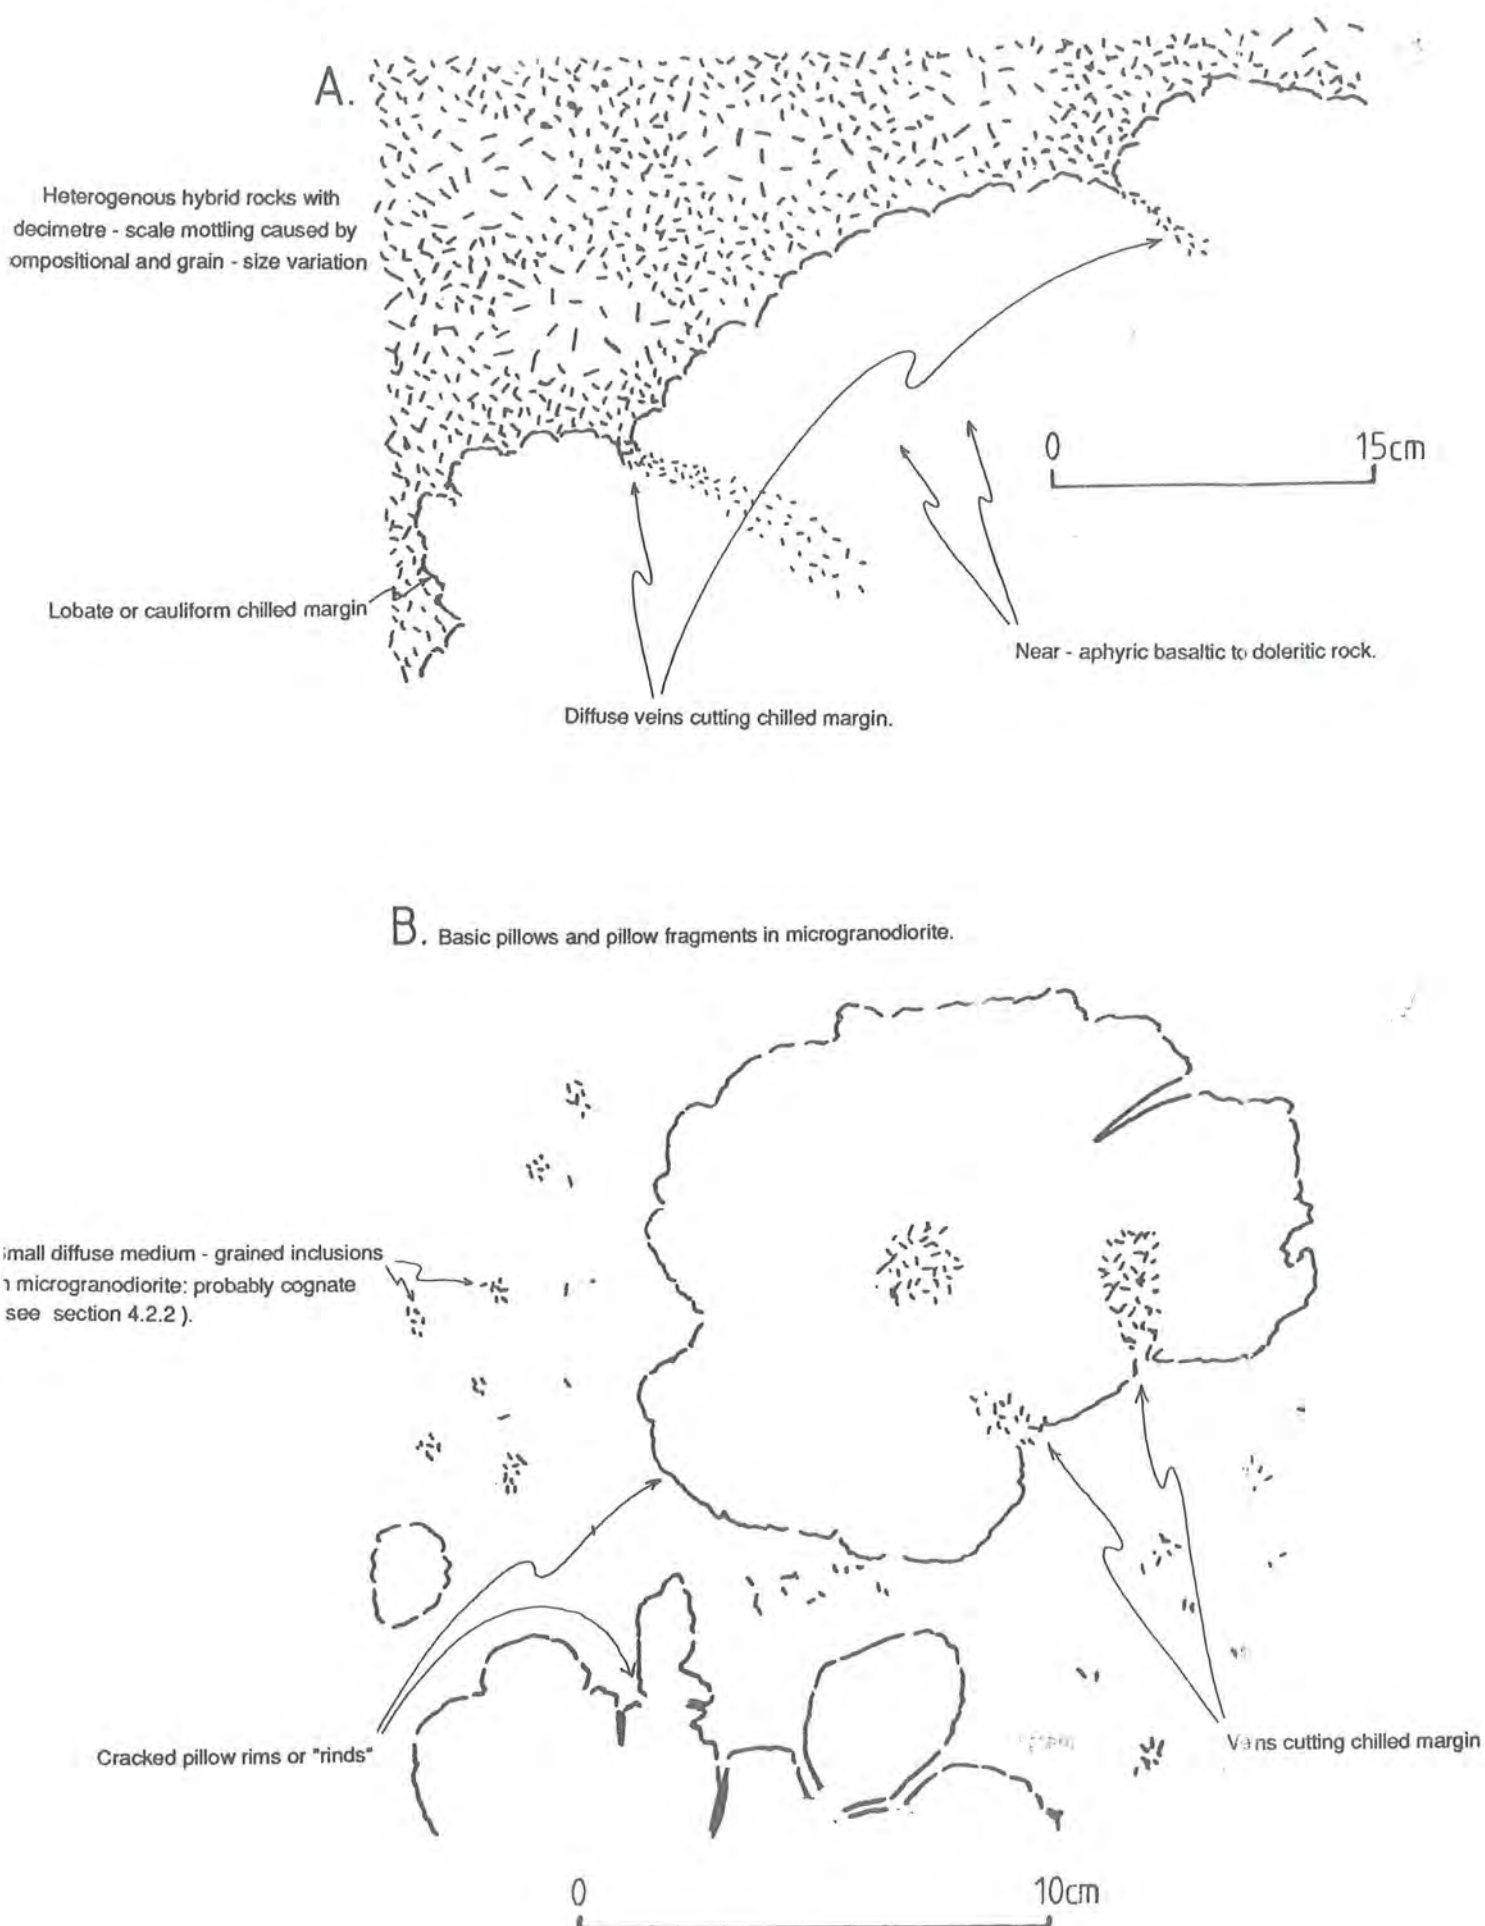 A.
Heterogenous hybrid rocks with
decimetre - scale mottling caused by
ompositional and grain - size variation
0 15cm
Lobate or cauliform chilled margin
Near - aphyric basaltic to doleritic rock.
Diffuse veins cutting chilled margin.
B. Basic pillows and pillow fragments in microgranodiorite.
mall diffuse medium - grained inclusions
microgranodiorite: probably cognate
see section 4.2.2 ).
Cracked pillow rims or "rinds"
cutting chilled margin
0 10cm